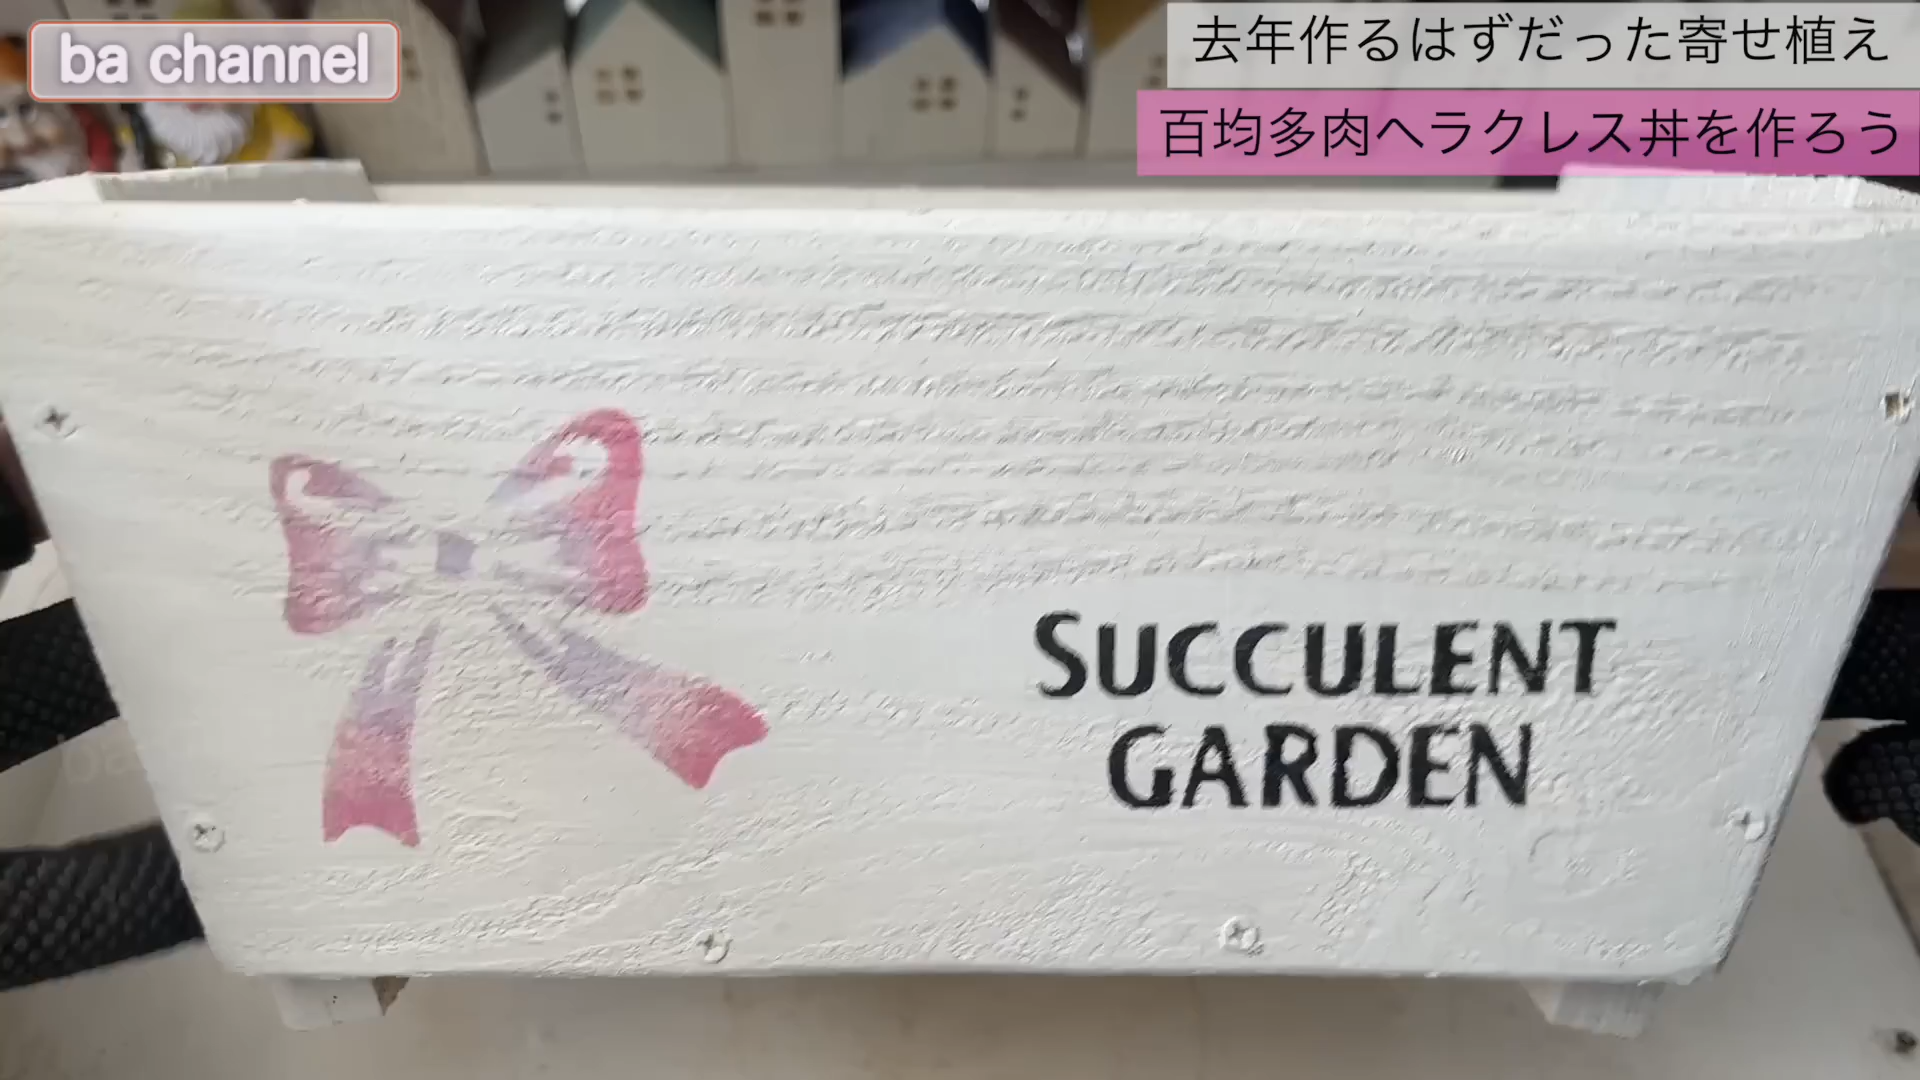 ba channel
去年作るはずだった寄せ植え
百均多肉ヘラクレス丼を作ろう
SUCCULENT
GARDEN